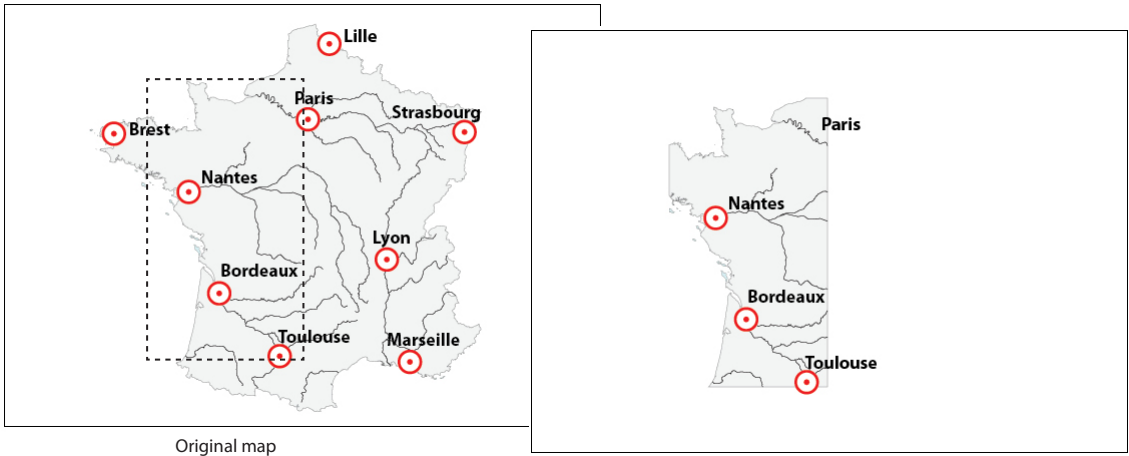 Lille
Paris
Strasbourg
Brest
Nantes
Lyon
Bordeaux
Toulouse
Marseille
Original map
Paris
Nantes
Bordeaux
Toulouse